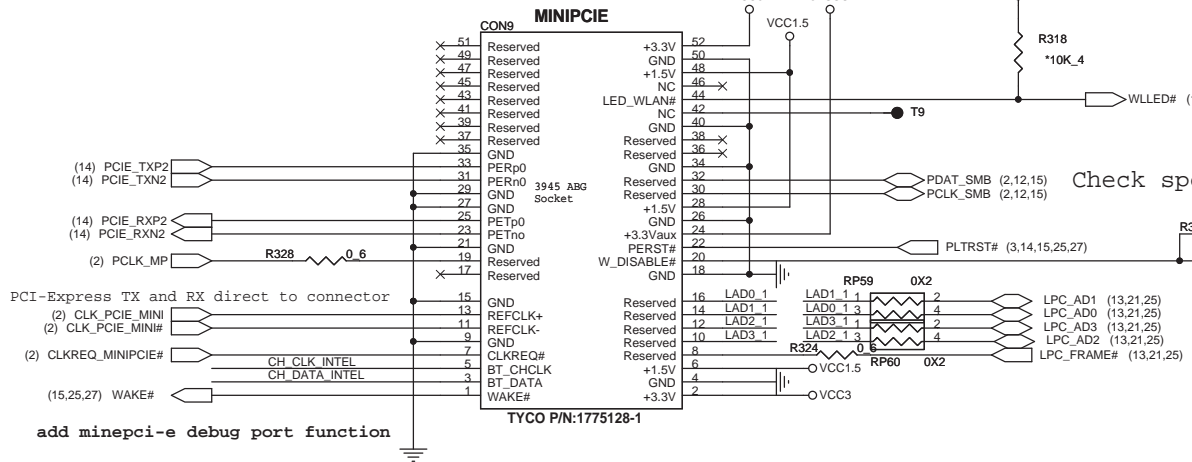 MINIPCIE
CON9
VCC1.5
51 Reserved +3.3V 52
49 Reserved GND 50
47 Reserved +1.5V 48
45 Reserved NC 46
43 Reserved LED_WLAN# 44
41 Reserved NC 42
39 Reserved GND 40
37 Reserved Reserved 38
35 GND Reserved 36
(14) PCIE_TXP2 33 PERp0 GND 34
(14) PCIE_TXN2 31 PERn0 Reserved 32 PDAT_SMB (2,12,15)
29 GND Reserved 30 PCLK_SMB (2,12,15)
27 GND +1.5V 28
(14) PCIE_RXP2 25 PETp0 GND 26
(14) PCIE_RXN2 23 PETno +3.3Vaux 24
21 GND PERST# 22 PLTRST# (3,14,15,25,27)
(2) PCLK_MP R328 0_6 19 Reserved W_DISABLE# 20
17 Reserved GND 18
3945 ABG
Socket
R318
*10K_4
WLLED#
T9
Check
PCI-Express TX and RX direct to connector
RP59 0X2
15 GND Reserved 16 LAD0_1 LAD1_1 1 2 LPC_AD1 (13,21,25)
(2) CLK_PCIE_MINI 13 REFCLK+ Reserved 14 LAD1_1 LAD0_1 3 4 LPC_AD0 (13,21,25)
(2) CLK_PCIE_MINI# 11 REFCLK- Reserved 12 LAD2_1 LAD3_1 1 2 LPC_AD3 (13,21,25)
9 GND Reserved 10 LAD3_1 LAD2_1 3 4 LPC_AD2 (13,21,25)
(2) CLKREQ_MINIPCIE# 7 CLKREQ# Reserved 8 R324 0_6 LPC_FRAME# (13,21,25)
RP60 0X2
CH_CLK_INTEL 5 BT_CHCLK +1.5V 6 VCC1.5
CH_DATA_INTEL 3 BT_DATA GND 4
(15,25,27) WAKE# 1 WAKE# +3.3V 2 VCC3
TYCO P/N:1775128-1
add minepci-e debug port function